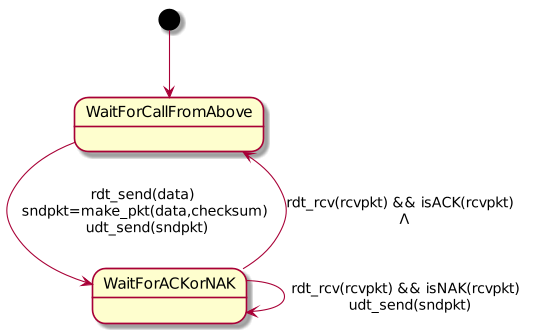 WaitForCallFromAbove
rdt_send(data)
sndpkt=make_pkt(data,checksum)
udt_send(sndpkt)
rdt_rcv(rcvpkt) && isACK(rcvpkt)
Λ
WaitForACKorNAK
rdt_rcv(rcvpkt) && isNAK(rcvpkt)
udt_send(sndpkt)